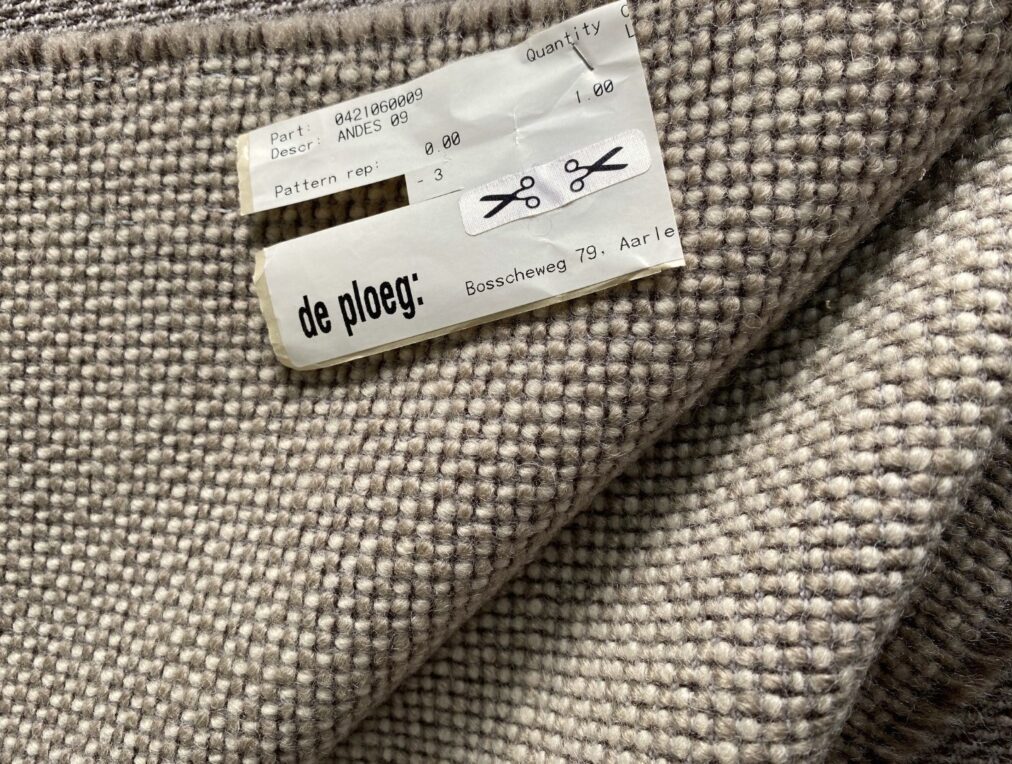 Quantity
1.00
Part: 0421060009
Descr: ANDES 09
Pattern rep: 0.00
- 3
de ploeg:
Bosscheweg 79, Aarle